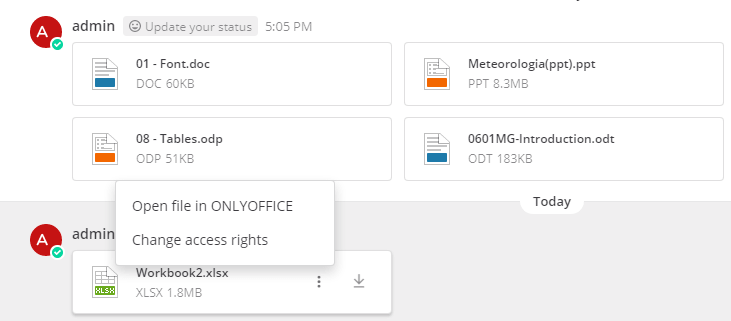 admin Update your status 5:05 PM
01 - Font.doc
DOC 60KB
Meteorologia(ppt).ppt
PPT 8.3MB
08 - Tables.odp
ODP 51KB
0601MG-Introduction.odt
ODT 183KB
Today
admin
Open file in ONLYOFFICE
Change access rights
Workbook2.xlsx
XLSX 1.8MB